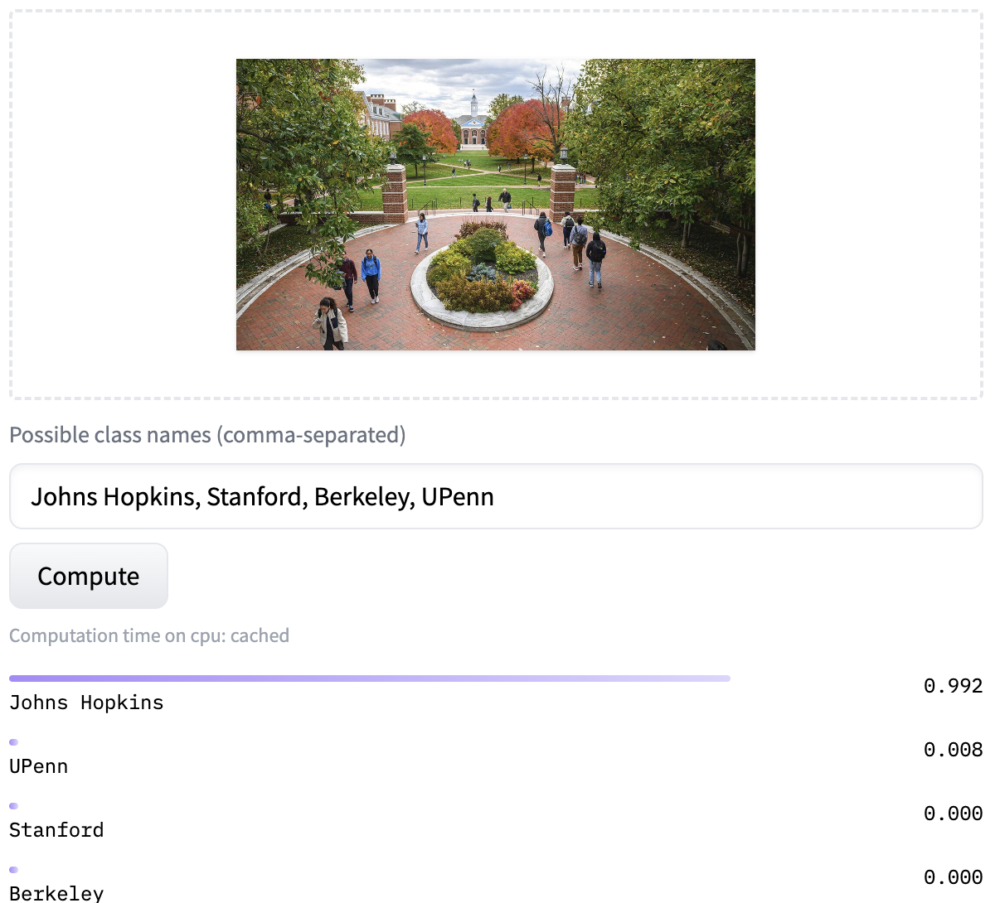 Possible class names (comma-separated)
Johns Hopkins, Stanford, Berkeley, UPenn
Compute
Computation time on cpu: cached
Johns Hopkins 0.992
UPenn 0.008
Stanford 0.000
Berkeley 0.000